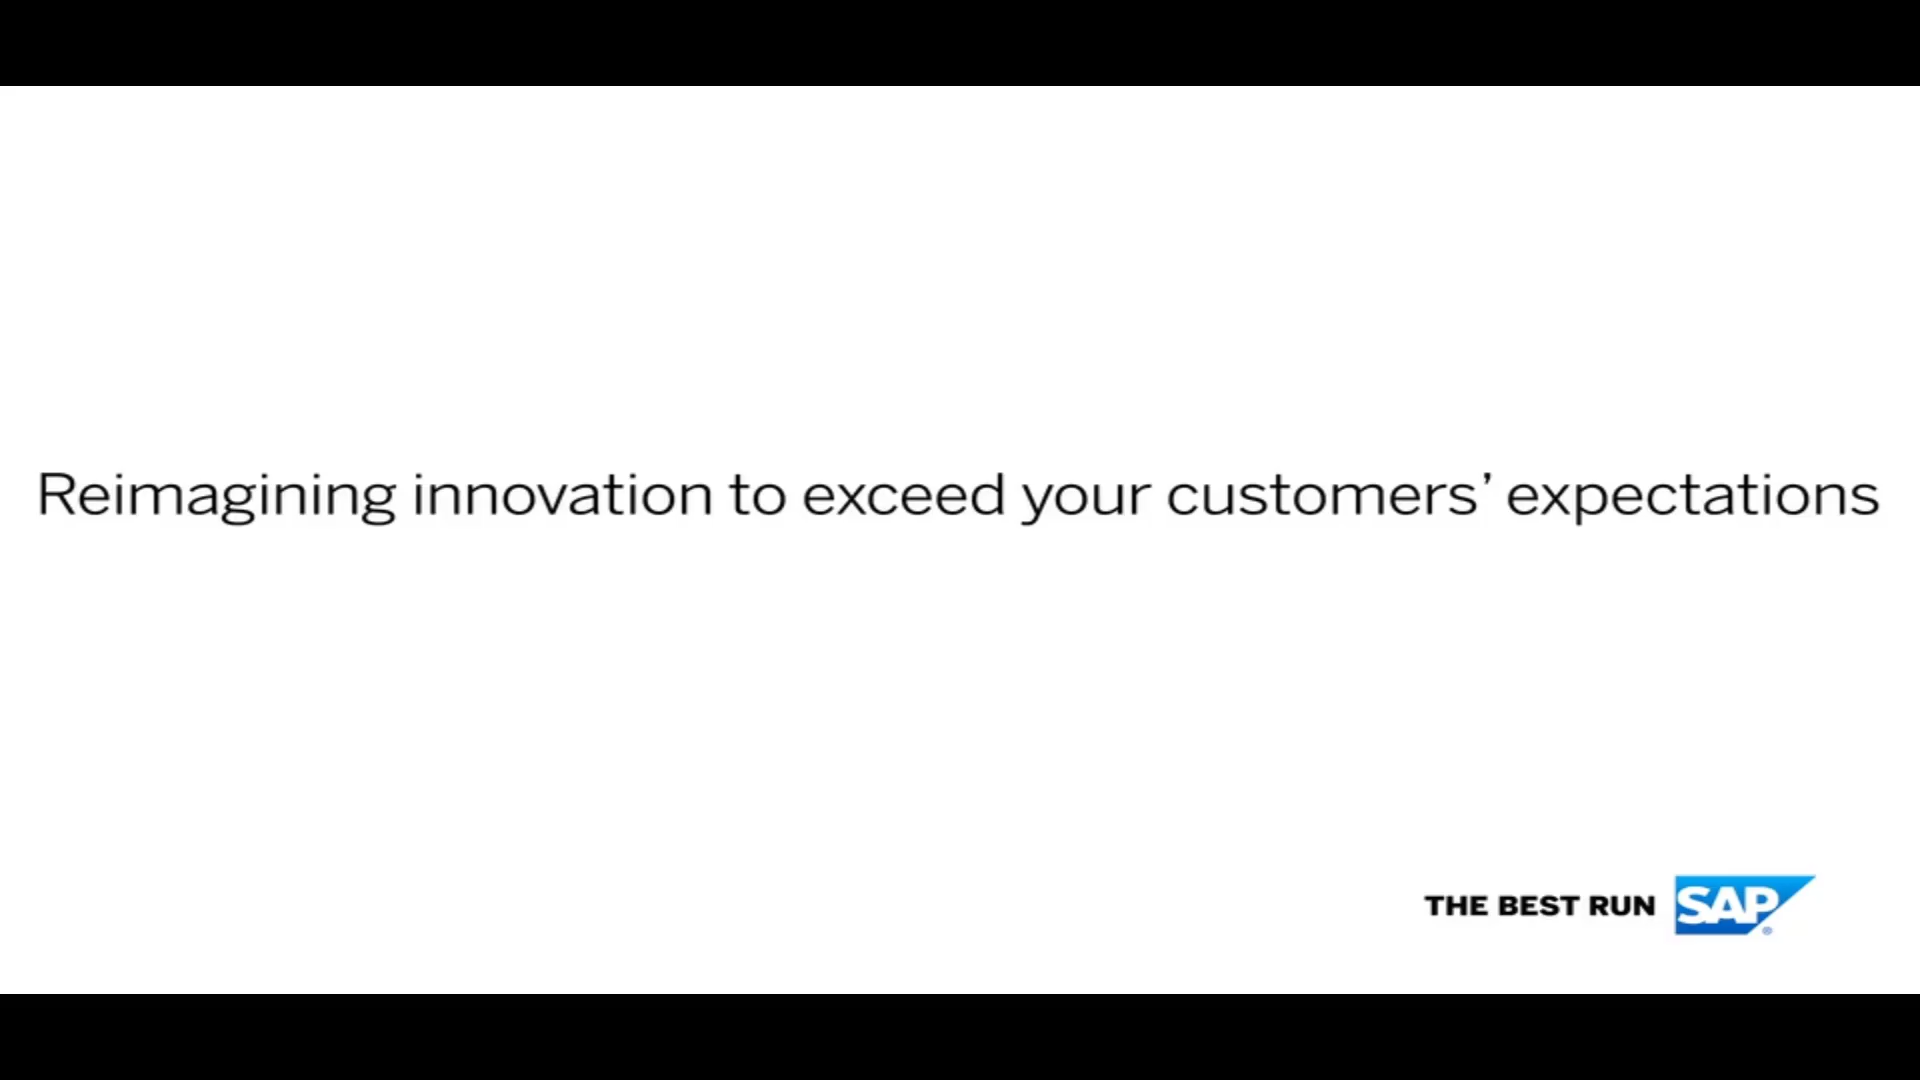 Reimagining innovation to exceed your customers’ expectations
THE BEST RUN SAP®